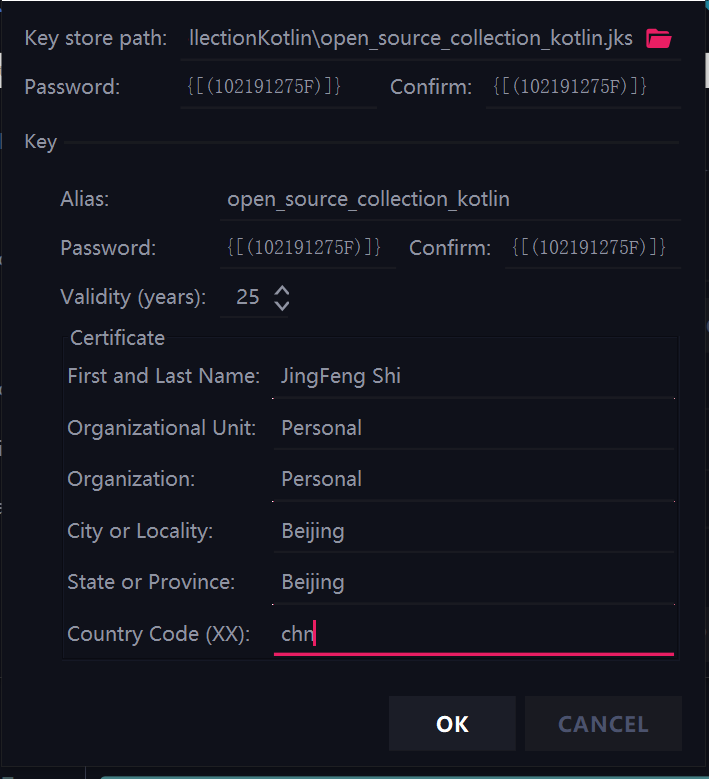 Key store path: llectionKotlin\open_source_collection_kotlin.jks
Password: {[(102191275F)]} Confirm: {[(102191275F)]}
Key
Alias: open_source_collection_kotlin
Password: {[(102191275F)]} Confirm: {[(102191275F)]}
Validity (years): 25
Certificate
First and Last Name: JingFeng Shi
Organizational Unit: Personal
Organization: Personal
City or Locality: Beijing
State or Province: Beijing
Country Code (XX): chn
OK CANCEL